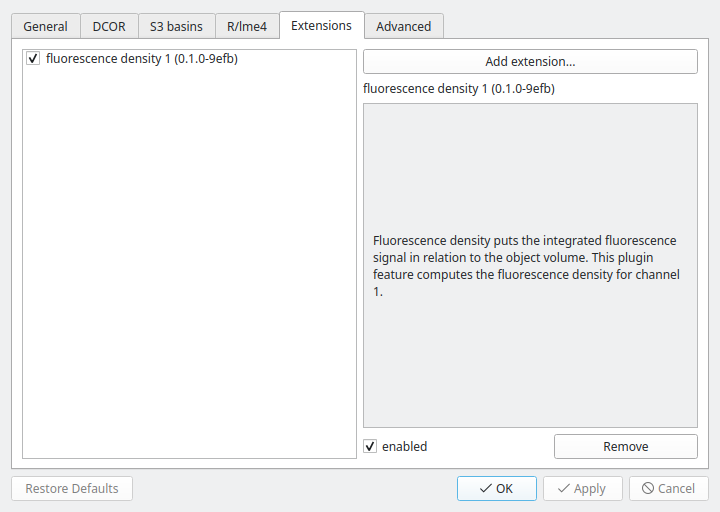 General DCOR S3 basins R/lme4 Extensions Advanced
fluorescence density 1 (0.1.0-9efb)
Add extension...
fluorescence density 1 (0.1.0-9efb)
Fluorescence density puts the integrated fluorescence
signal in relation to the object volume. This plugin
feature computes the fluorescence density for channel
1.
enabled
Remove
Restore Defaults
OK
Apply
Cancel